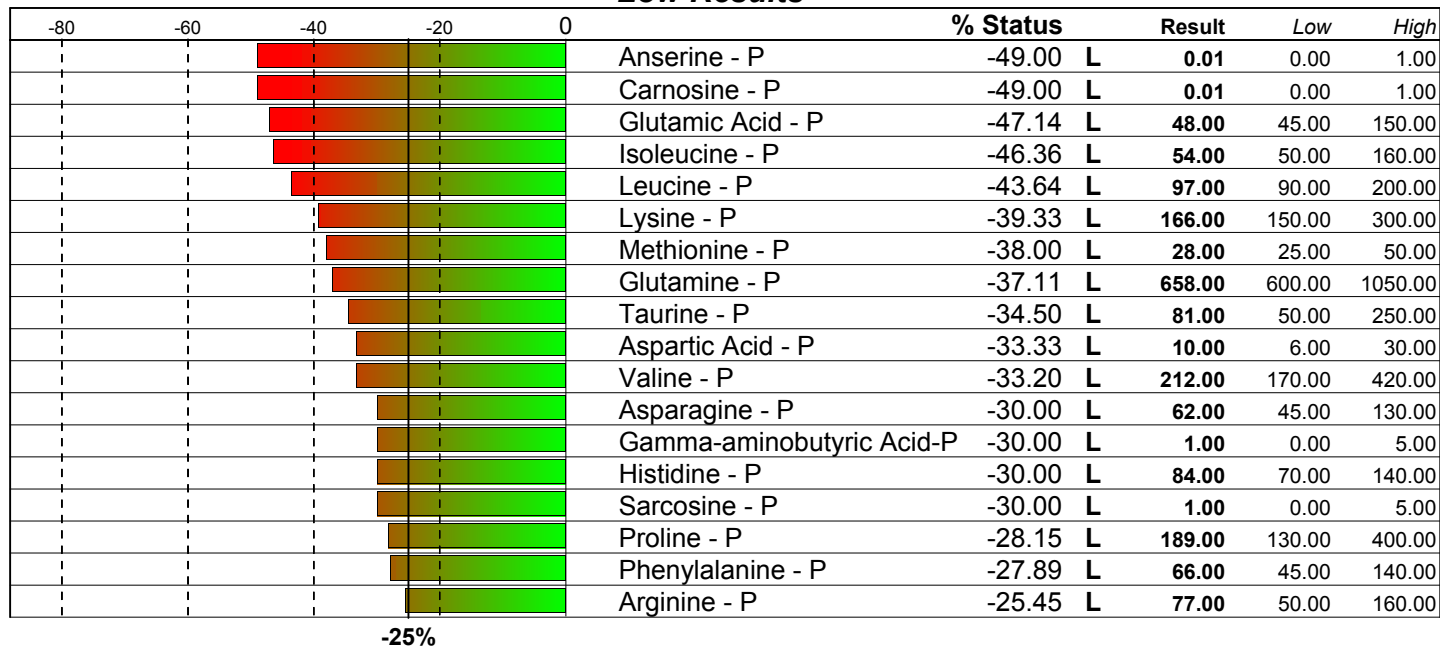 Low Results
-80 -60 -40 -20 0 % Status Result Low High
Anserine - P -49.00 L 0.01 0.00 1.00
Carnosine - P -49.00 L 0.01 0.00 1.00
Glutamic Acid - P -47.14 L 48.00 45.00 150.00
Isoleucine - P -46.36 L 54.00 50.00 160.00
Leucine - P -43.64 L 97.00 90.00 200.00
Lysine - P -39.33 L 166.00 150.00 300.00
Methionine - P -38.00 L 28.00 25.00 50.00
Glutamine - P -37.11 L 658.00 600.00 1050.00
Taurine - P -34.50 L 81.00 50.00 250.00
Aspartic Acid - P -33.33 L 10.00 6.00 30.00
Valine - P -33.20 L 212.00 170.00 420.00
Asparagine - P -30.00 L 62.00 45.00 130.00
Gamma-aminobutyric Acid-P -30.00 L 1.00 0.00 5.00
Histidine - P -30.00 L 84.00 70.00 140.00
Sarcosine - P -30.00 L 1.00 0.00 5.00
Proline - P -28.15 L 189.00 130.00 400.00
Phenylalanine - P -27.89 L 66.00 45.00 140.00
Arginine - P -25.45 L 77.00 50.00 160.00
-25%